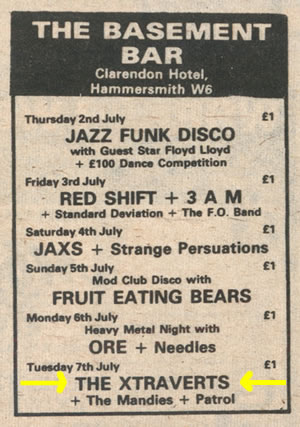 THE BASEMENT
BAR
Clarendon Hotel,
Hammersmith W6
Thursday 2nd July £1
JAZZ FUNK DISCO
with Guest Star Floyd Lloyd
+ £100 Dance Competition
Friday 3rd July £1
RED SHIFT + 3 A M
+ Standard Deviation + The F.O. Band
Saturday 4th July £1
JAXS + Strange Persuations
Sunday 5th July £1
Mod Club Disco with
FRUIT EATING BEARS
Monday 6th July £1
Heavy Metal Night with
ORE + Needles
Tuesday 7th July £1
THE XTRAVERTS
+ The Mandies + Patrol